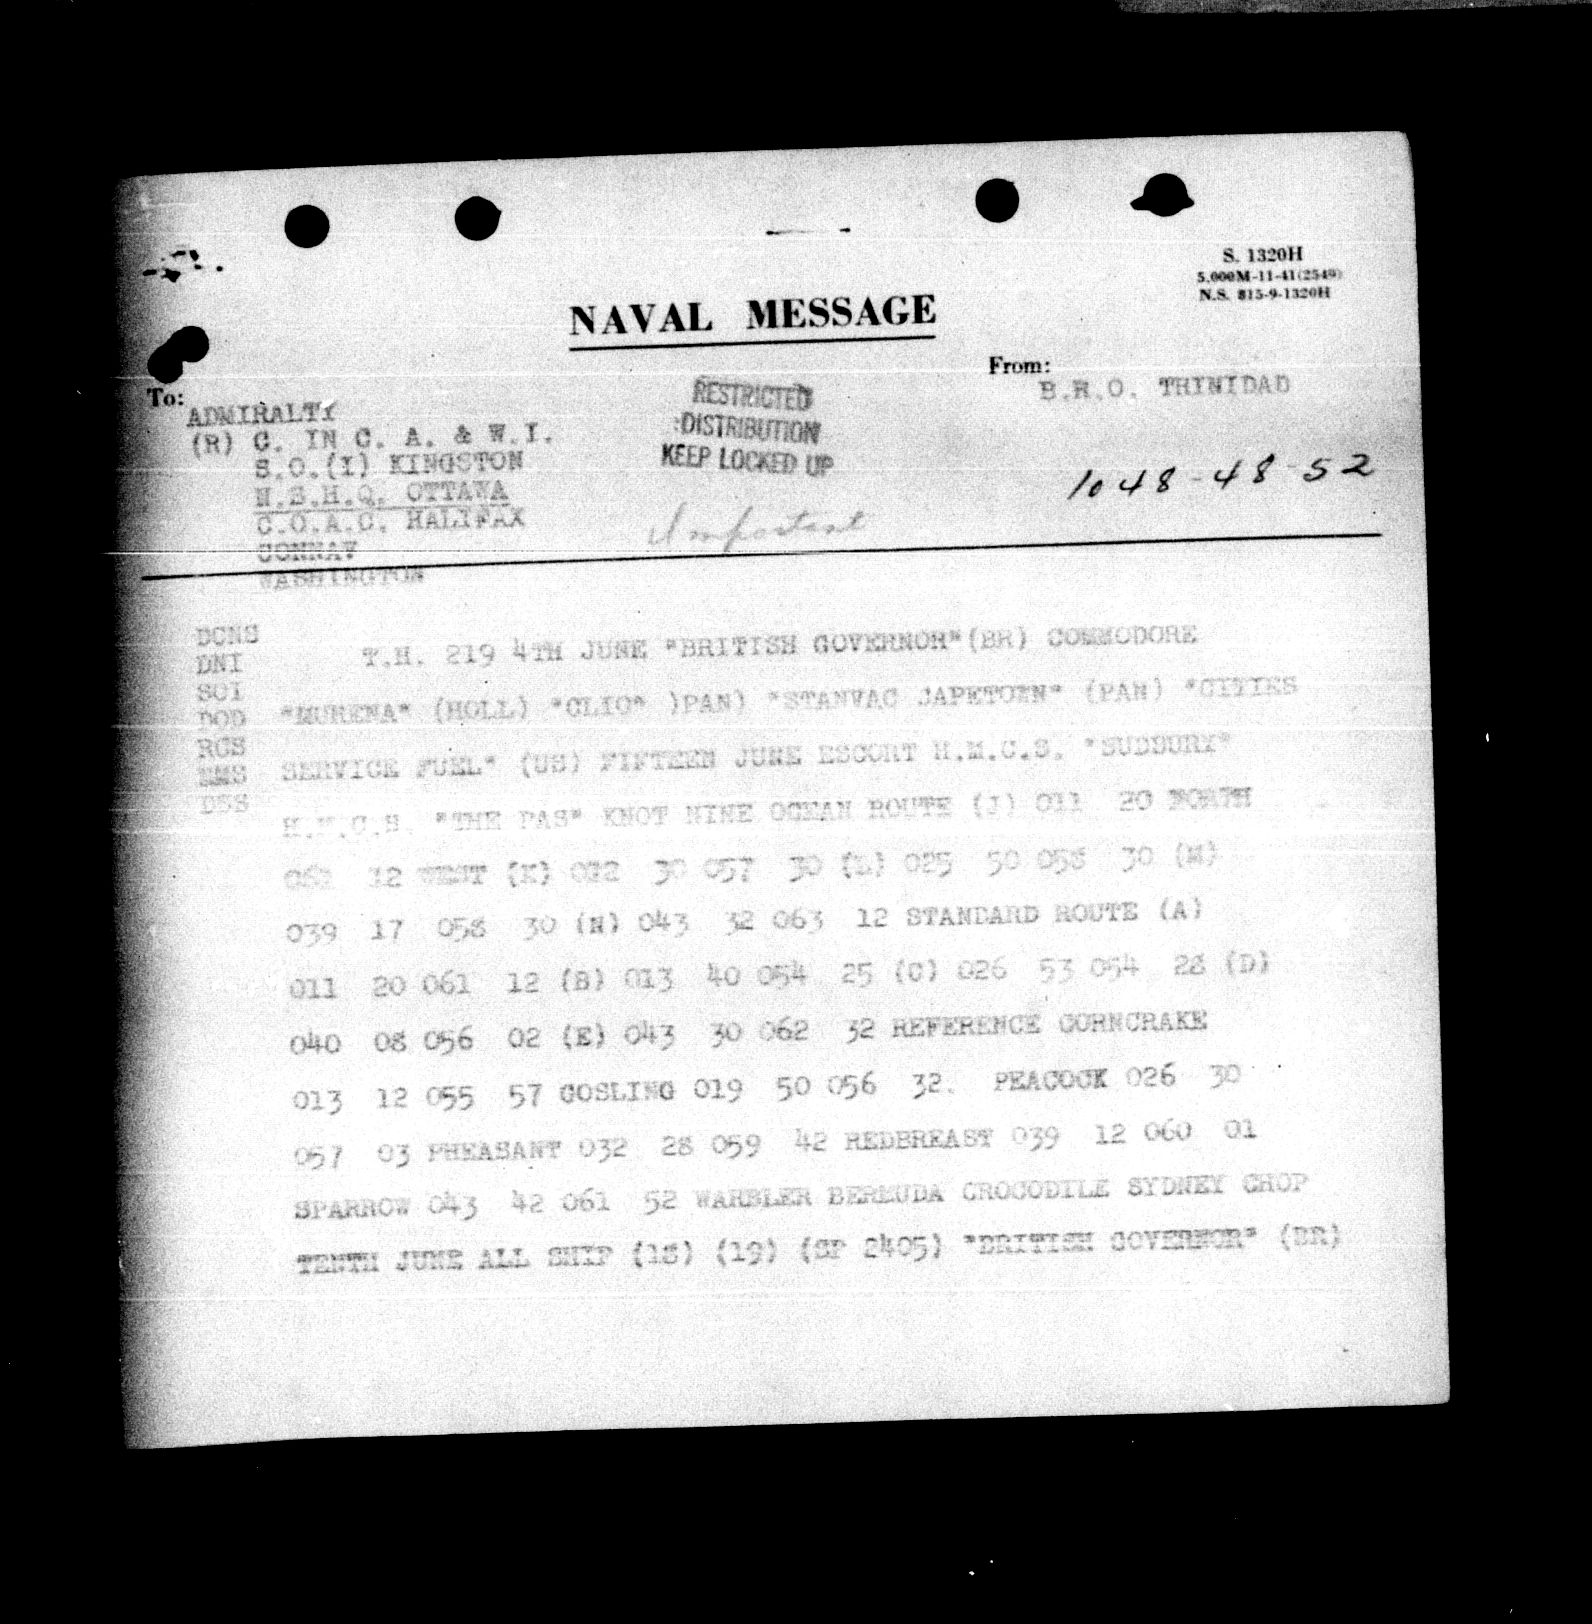 S. 1320H
5,000M-11-41(2549)
N.S. 815-9-1320H
NAVAL MESSAGE
From:
B.R.O. TRINIDAD
To:
ADMIRALTY
(R) C. IN C. A. & W.I.
S.O.(I) KINGSTON
N.S.H.Q. OTTAWA
C.O.A.C. HALIFAX
COMNAV
WASHINGTON
RESTRICTED
DISTRIBUTION
KEEP LOCKED UP
1048-48-52
Important
DCNS
DNI
SOI
DOD
RCS
DSS
T.H. 219 4TH JUNE "BRITISH GOVERNOR"(BR) COMMODORE
"MURENA" (HOLL) "CLIO" )PAN) "STANVAC JAPETOEN" (PAN) "CITIES
SERVICE FUEL" (US) FIFTEEN JUNE ESCORT H.M.C.S. "SUDBURY"
H.M.C.S. "THE PAS" KNOT NINE OCEAN ROUTE (J) 011 20 NORTH
12 WEST (K) 012 30 057 30 (L) 025 50 058 30 (M)
039 17 058 30 (N) 043 32 063 12 STANDARD ROUTE (A)
011 20 061 12 (B) 013 40 054 25 (C) 026 53 054 28 (D)
040 08 056 02 (E) 043 30 062 32 REFERENCE CORNCRAKE
013 12 055 57 GOSLING 019 50 056 32. PEACOCK 026 30
057 03 PHEASANT 032 28 059 42 REDBREAST 039 12 060 01
SPARROW 043 42 061 52 WARBLER BERMUDA CROCODILE SYDNEY CHOP
TENTH JUNE ALL SHIP (18) (19) (SP 2405) "BRITISH GOVERNOR" (BR)